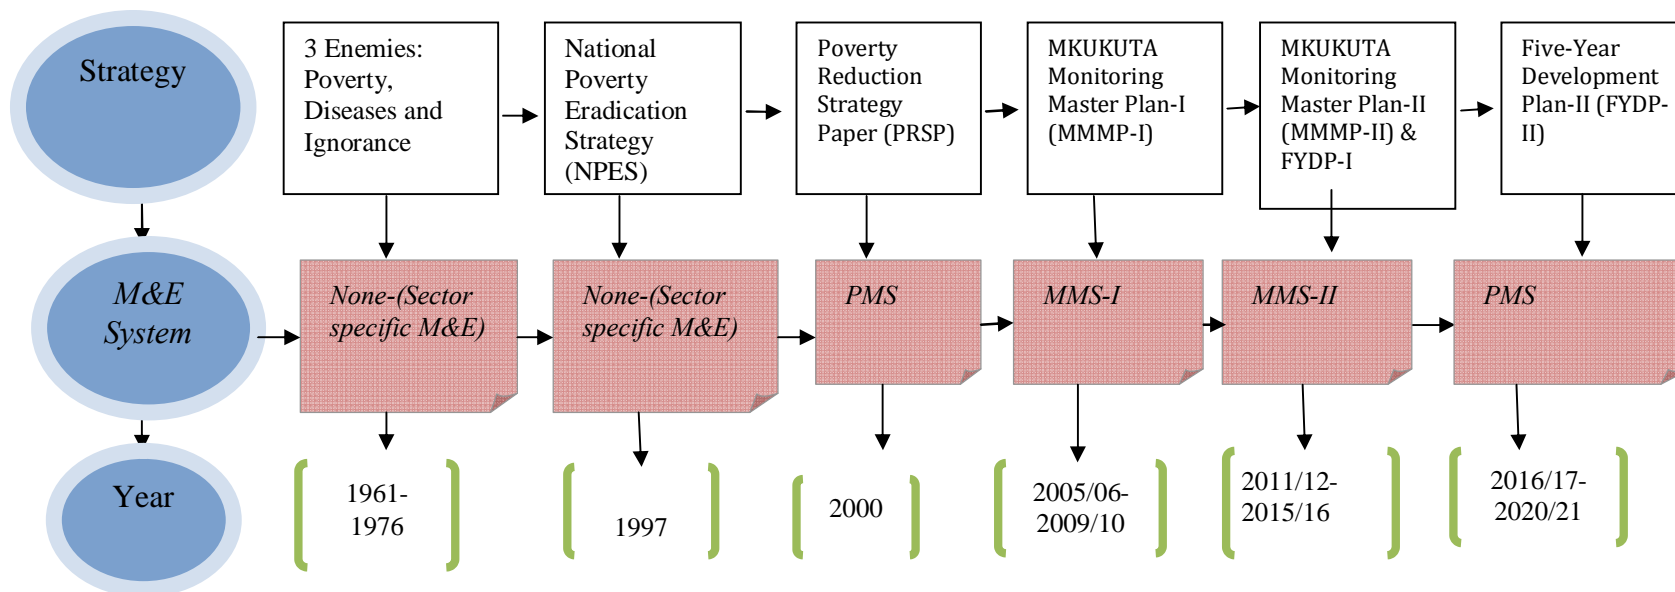 Strategy
3 Enemies:
Poverty,
Diseases and
Ignorance
National
Poverty
Eradication
Strategy
(NPES)
Poverty
Reduction
Strategy
Paper (PRSP)
MKUKUTA
Monitoring
Master Plan-I
(MMMP-I)
MKUKUTA
Monitoring
Master Plan-II
(MMMP-II) &
FYDP-I
Five-Year
Development
Plan-II (FYDP-
II)
M&E
System
None-(Sector
specific M&E)
None-(Sector
specific M&E)
PMS
MMS-I
MMS-II
PMS
Year
1961-
1976
1997
2000
2005/06-
2009/10
2011/12-
2015/16
2016/17-
2020/21